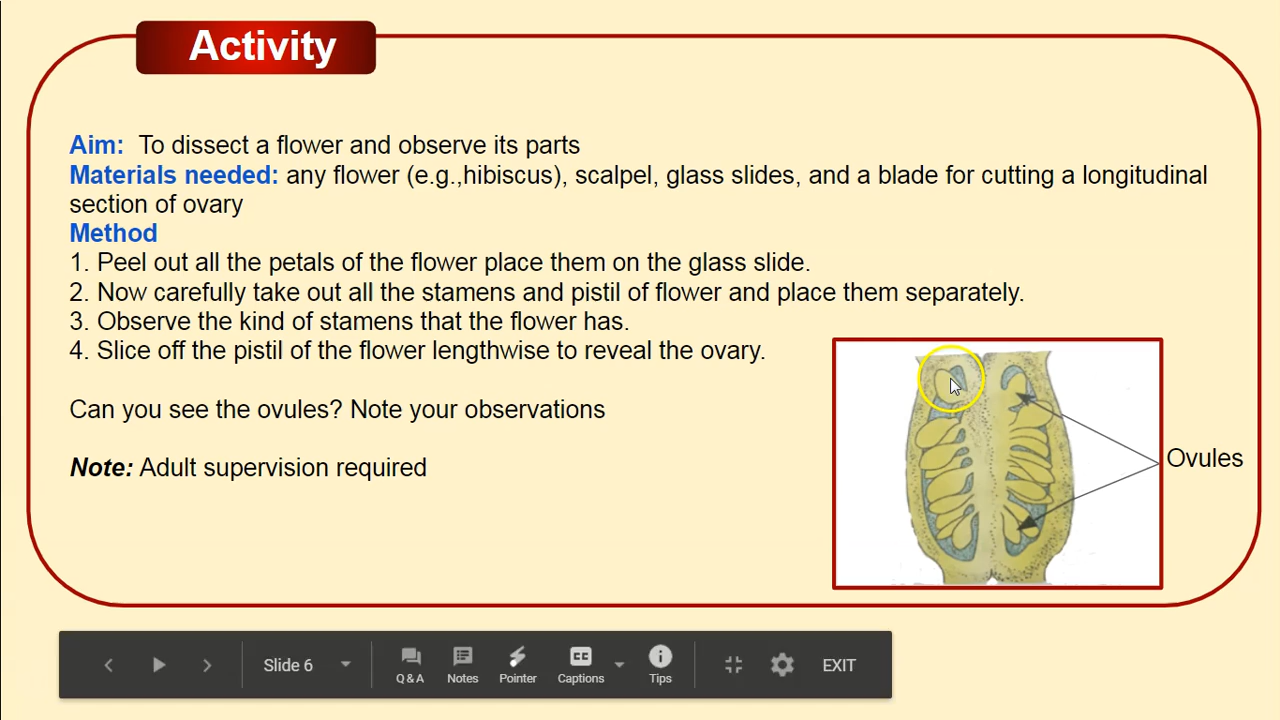 Activity
Aim: To dissect a flower and observe its parts
Materials needed: any flower (e.g.,hibiscus), scalpel, glass slides, and a blade for cutting a longitudinal
section of ovary
Method
1. Peel out all the petals of the flower place them on the glass slide.
2. Now carefully take out all the stamens and pistil of flower and place them separately.
3. Observe the kind of stamens that the flower has.
4. Slice off the pistil of the flower lengthwise to reveal the ovary.
Can you see the ovules? Note your observations
Ovules
Note: Adult supervision required
Slide 6
Q & A
Notes
Pointer
CC
Captions
Tips
EXIT